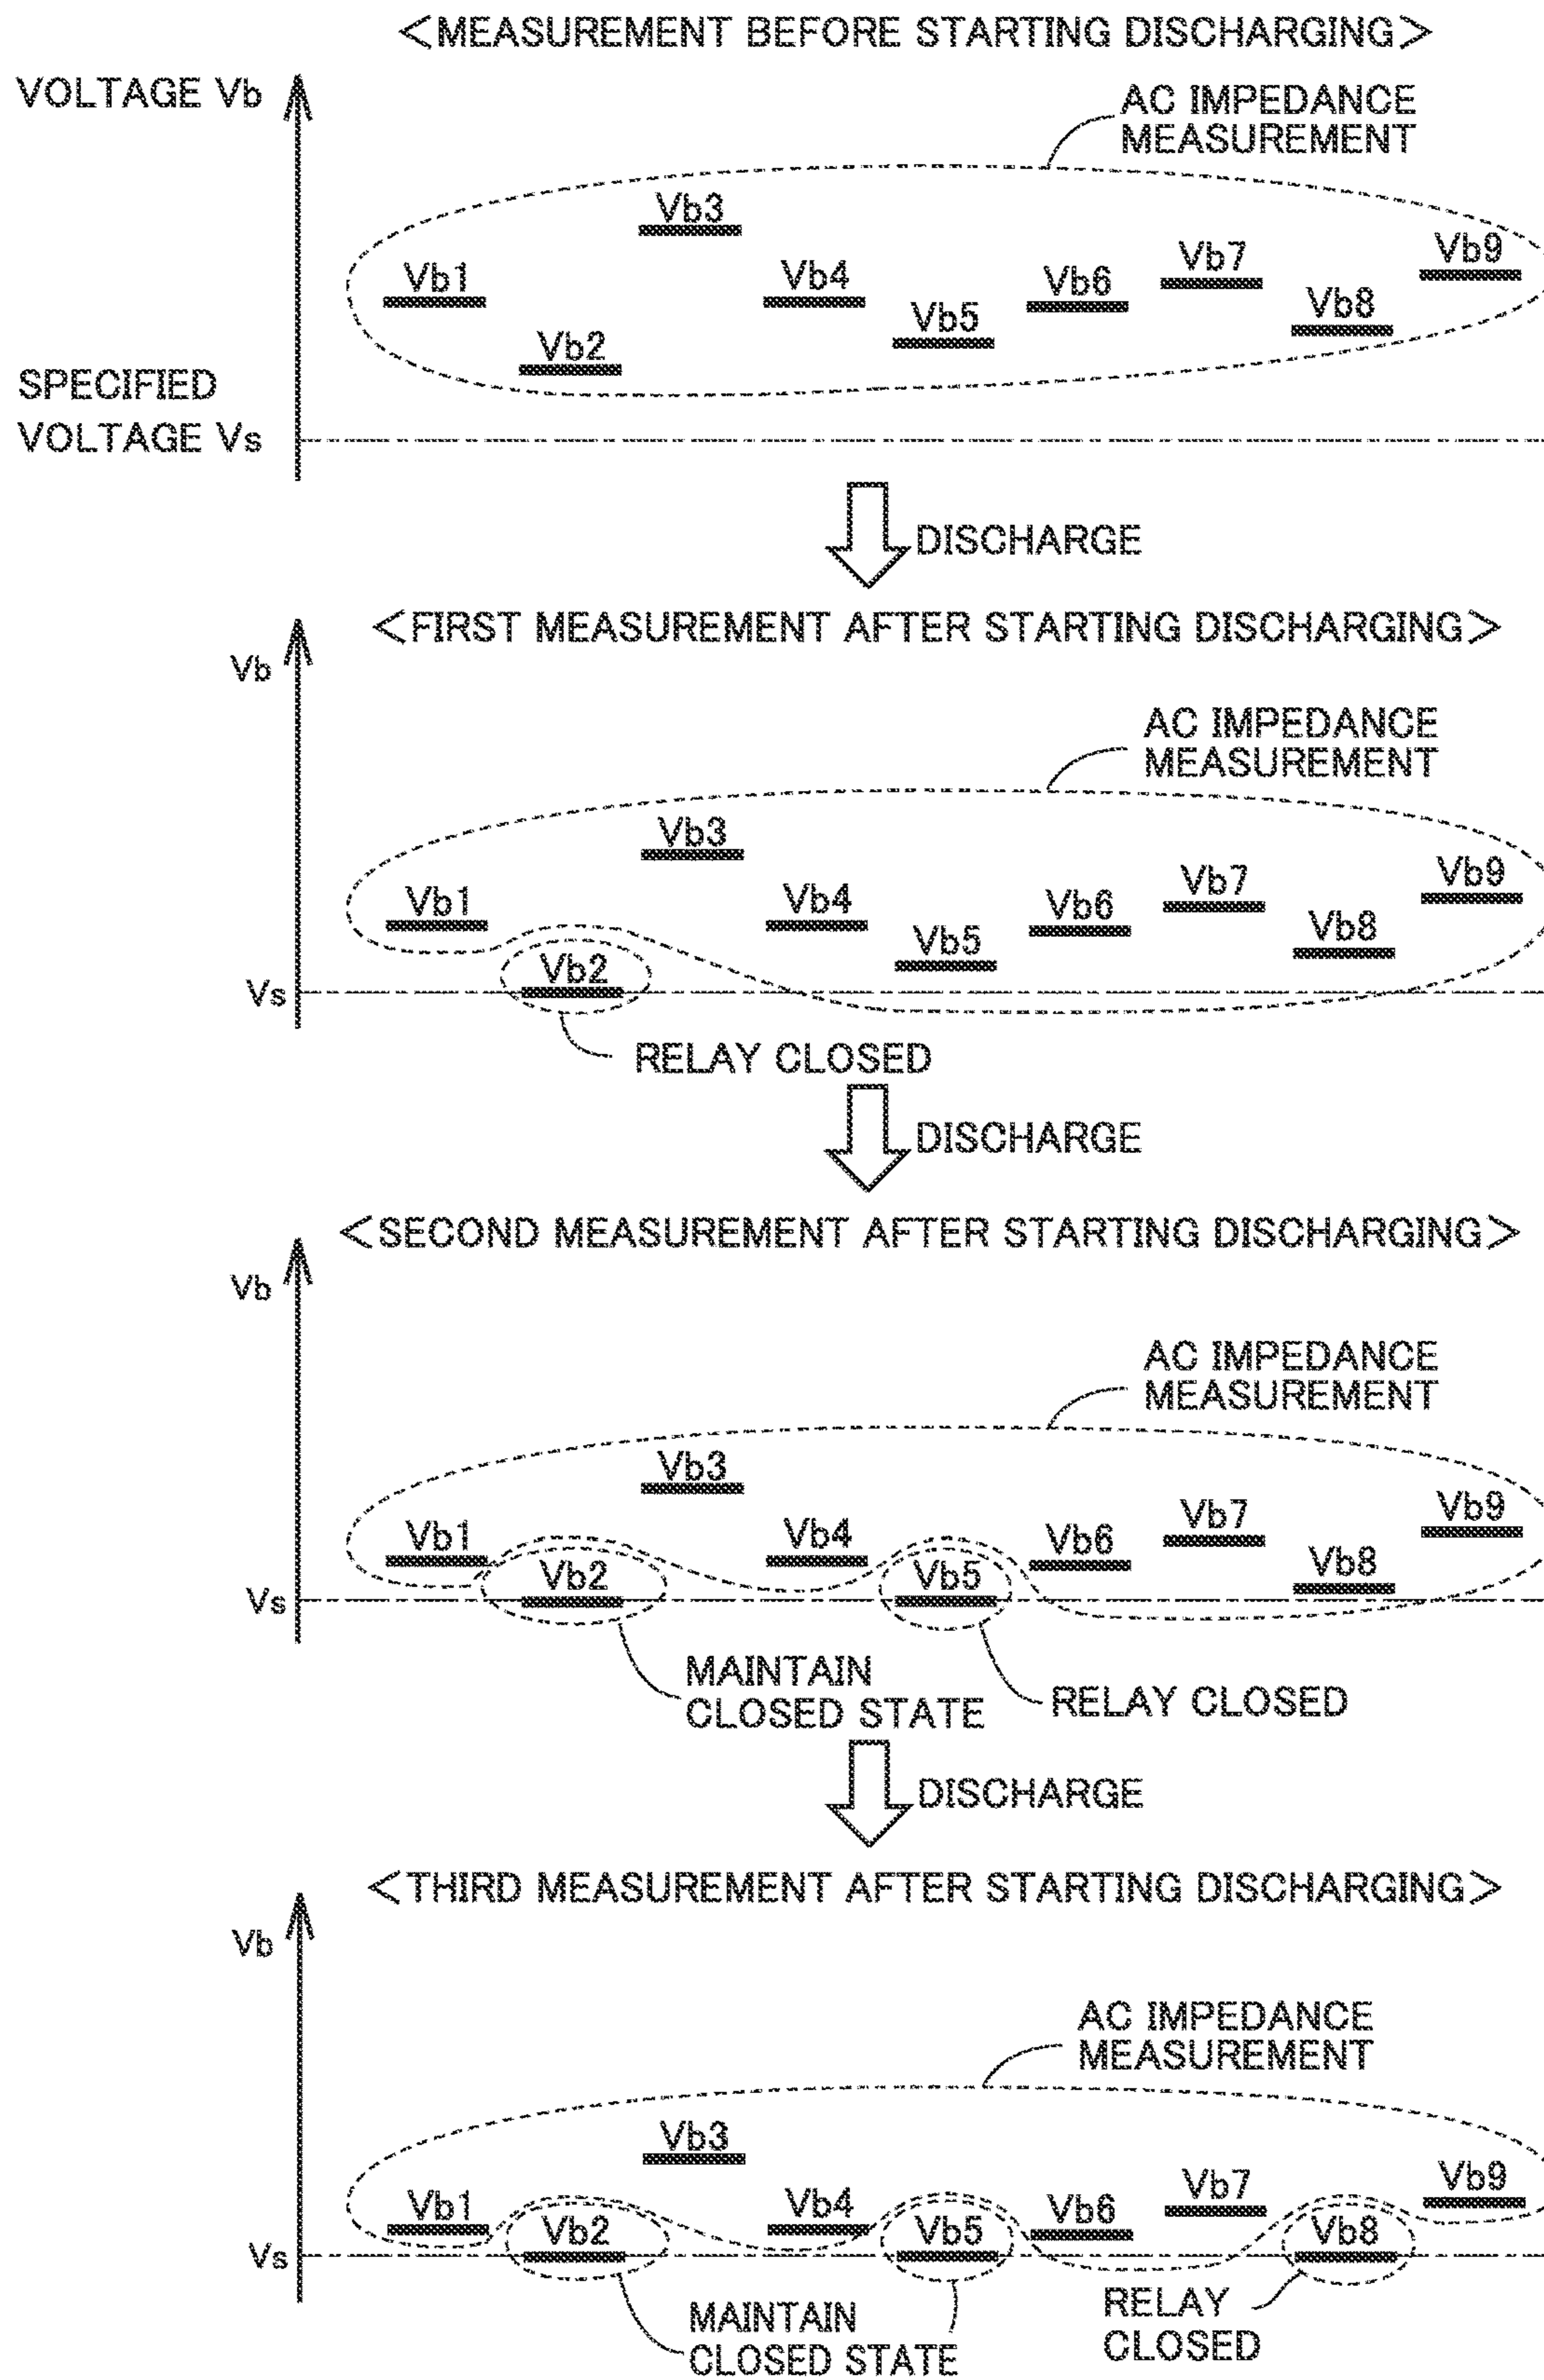 <MEASUREMENT BEFORE STARTING DISCHARGING>
VOLTAGE Vb
AC IMPEDANCE
MEASUREMENT
Vb3
Vb1
Vb4
Vb6
Vb7
Vb9
Vb2
Vb5
Vb8
SPECIFIED
VOLTAGE Vs
DISCHARGE
<FIRST MEASUREMENT AFTER STARTING DISCHARGING>
Vb
AC IMPEDANCE
MEASUREMENT
Vb3
Vb1
Vb4
Vb6
Vb7
Vb9
Vb2
Vb5
Vb8
Vs
RELAY CLOSED
DISCHARGE
<SECOND MEASUREMENT AFTER STARTING DISCHARGING>
Vb
AC IMPEDANCE
MEASUREMENT
Vb3
Vb1
Vb4
Vb6
Vb7
Vb9
Vb2
Vb5
Vb8
Vs
MAINTAIN
CLOSED STATE
RELAY CLOSED
DISCHARGE
<THIRD MEASUREMENT AFTER STARTING DISCHARGING>
Vb
AC IMPEDANCE
MEASUREMENT
Vb3
Vb1
Vb4
Vb6
Vb7
Vb9
Vb2
Vb5
Vb8
Vs
MAINTAIN
CLOSED STATE
RELAY
CLOSED